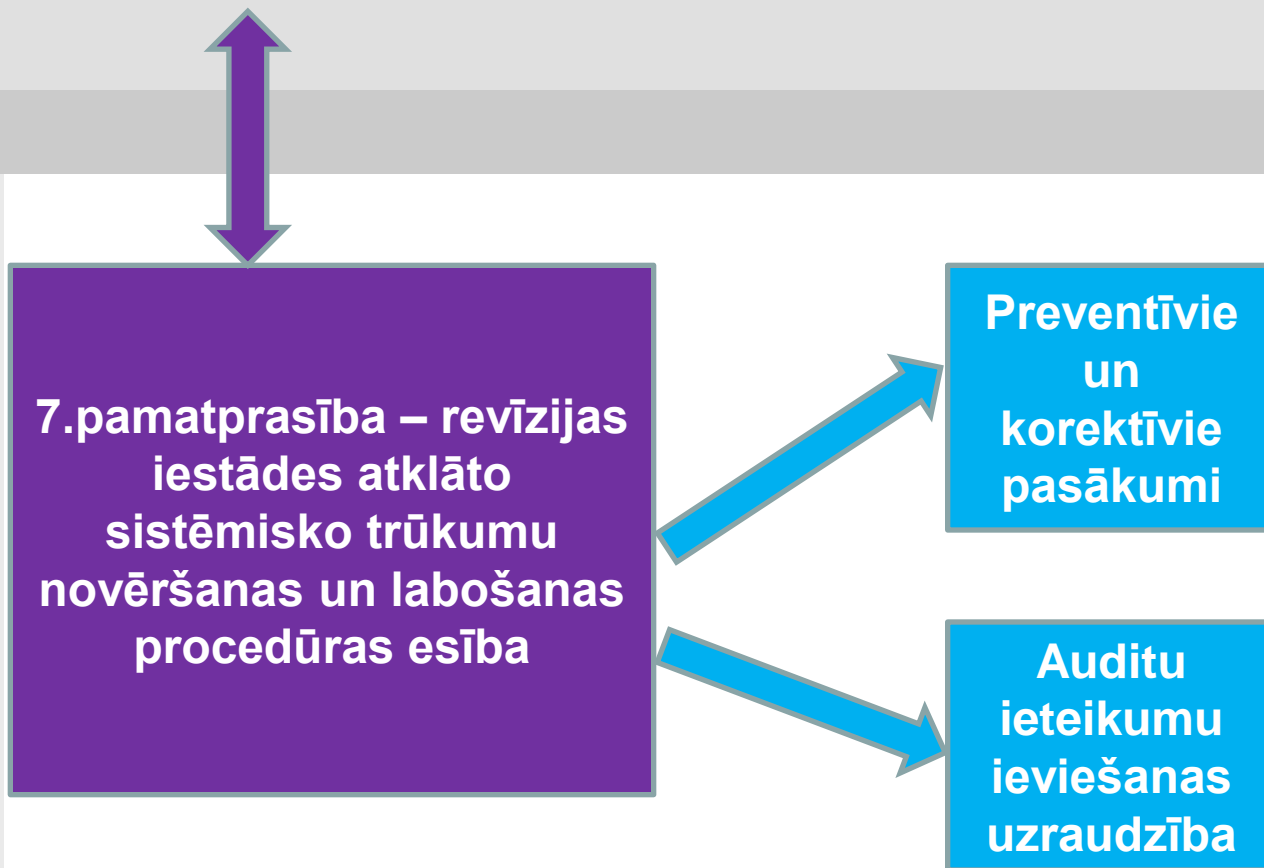 7.pamatprasība – revīzijas
iestādes atklāto
sistēmisko trūkumu
novēršanas un labošanas
procedūras esība
Preventīvie
un
korektīvie
pasākumi
Auditu
ieteikumu
ieviešanas
uzraudzība